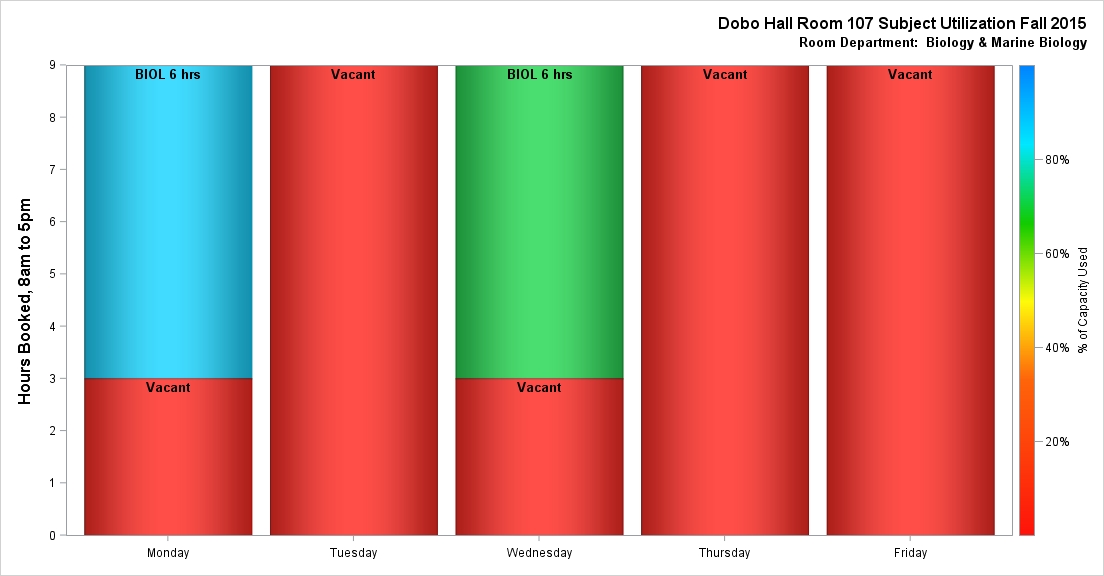 Dobo Hall Room 107 Subject Utilization Fall 2015
Room Department: Biology & Marine Biology
Hours Booked, 8am to 5pm
9
8
7
6
5
4
3
2
1
0
BIOL 6 hrs
Vacant
BIOL 6 hrs
Vacant
Vacant
Vacant
Vacant
Monday
Tuesday
Wednesday
Thursday
Friday
80%
60%
40%
20%
% of Capacity Used